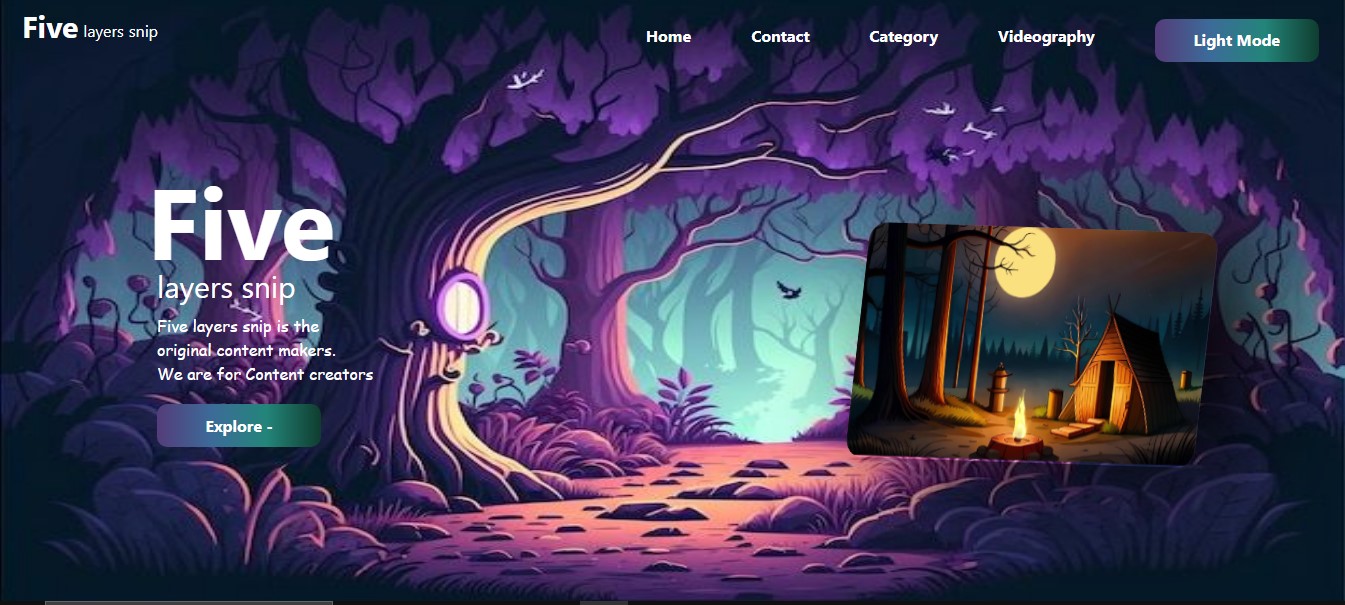 Five layers snip
Home
Contact
Category
Videography
Light Mode
Five
layers snip
Five layers snip is the
original content makers.
We are for Content creators
Explore -